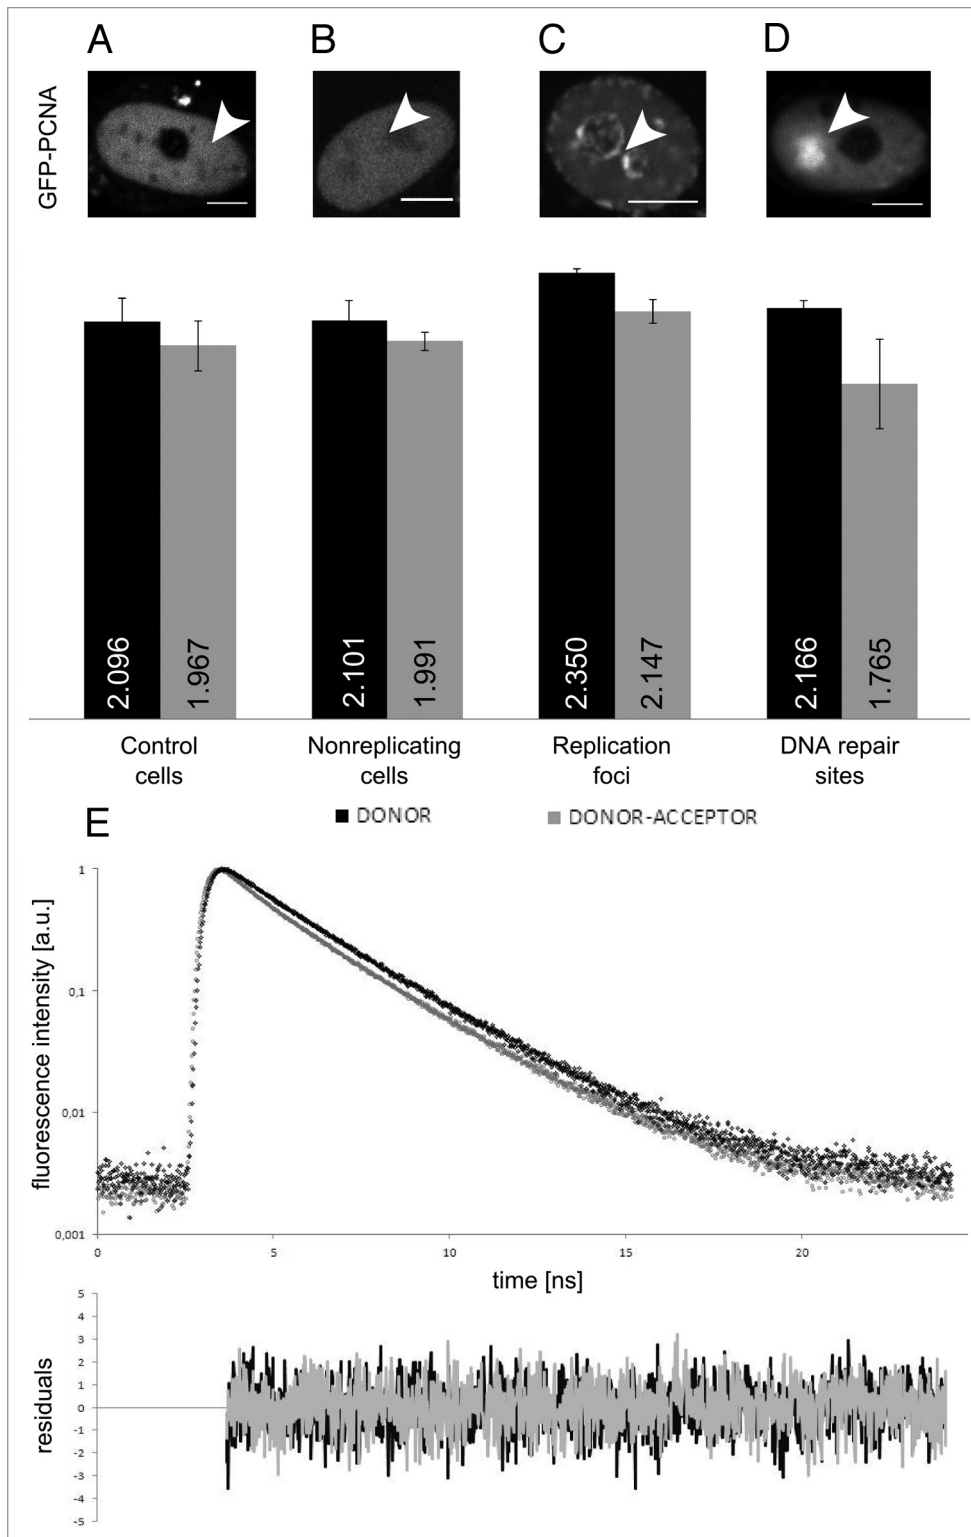 A
B
C
D
GFP-PCNA
2.096
1.967
2.101
1.991
2.350
2.147
2.166
1.765
Control
cells
Nonreplicating
cells
Replication
foci
DNA repair
sites
DONOR
DONOR-ACCEPTOR
E
fluorescence intensity [a.u.]
1
0,1
0,01
0,001
0
5
10
15
20
time [ns]
residuals
5
4
3
2
1
0
-1
-2
-3
-4
-5